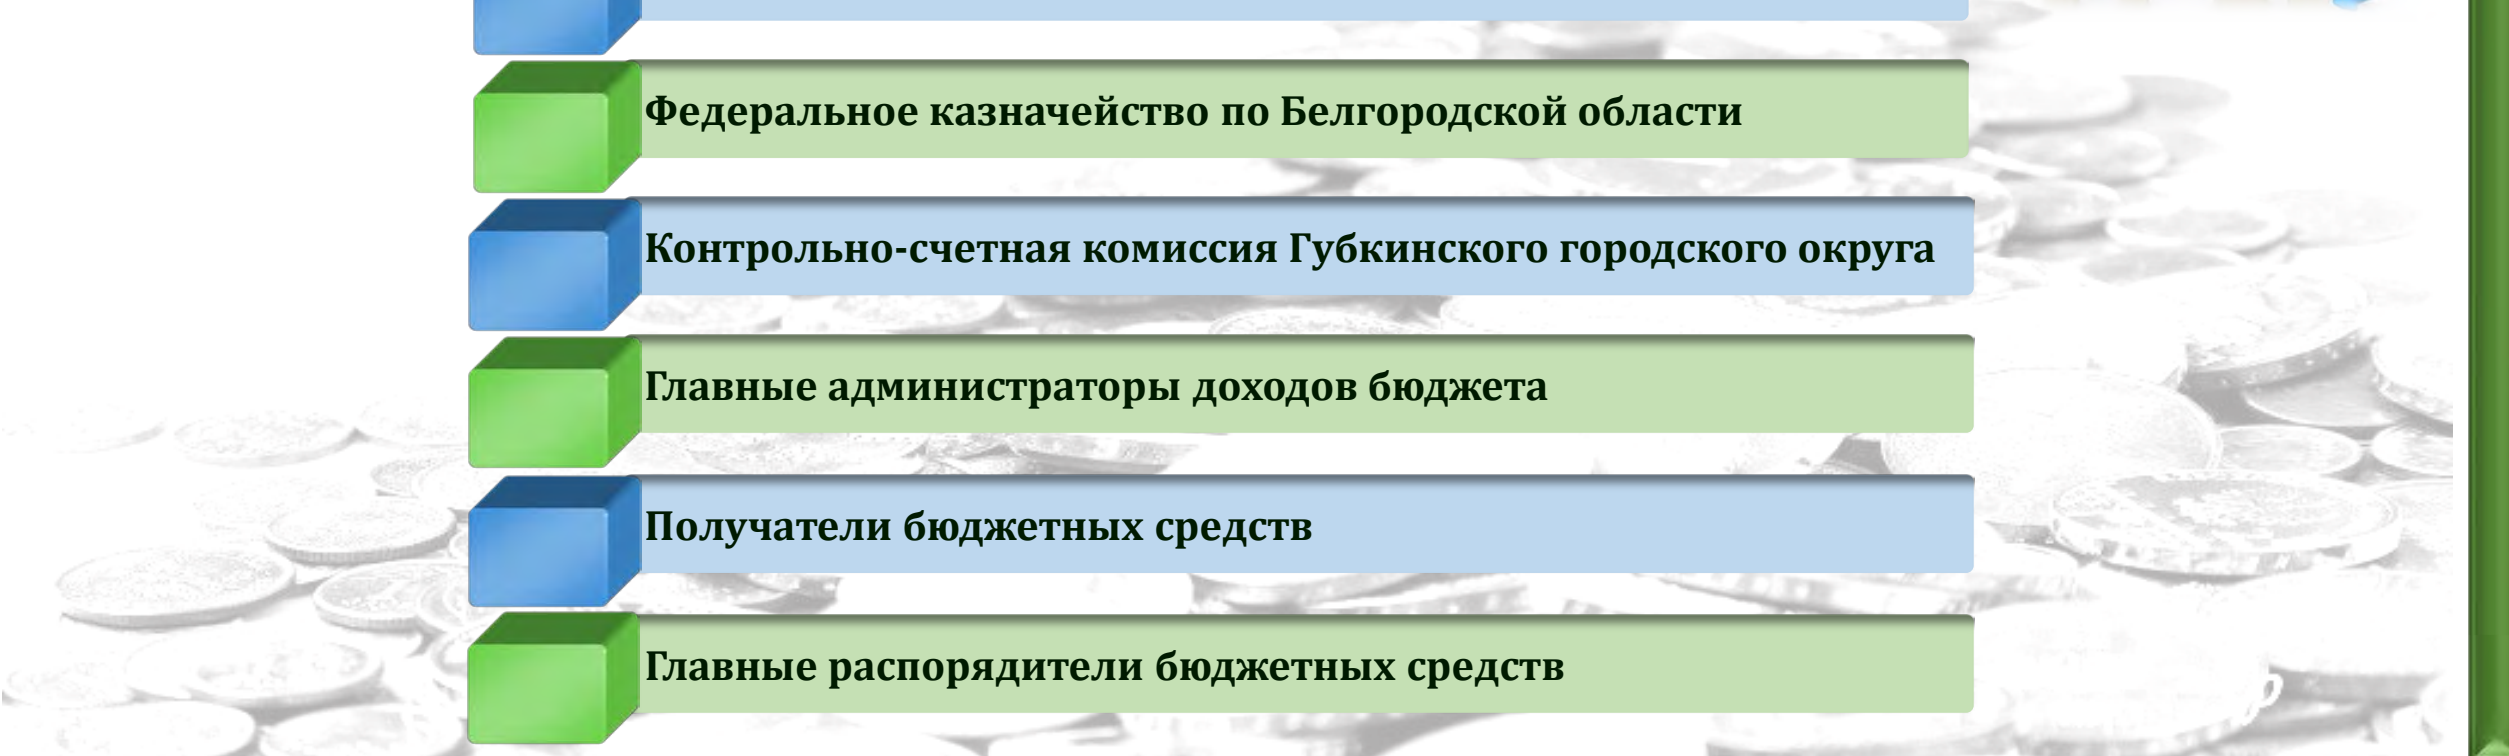 Федеральное казначейство по Белгородской области
Контрольно-счетная комиссия Губкинского городского округа
Главные администраторы доходов бюджета
Получатели бюджетных средств
Главные распорядители бюджетных средств